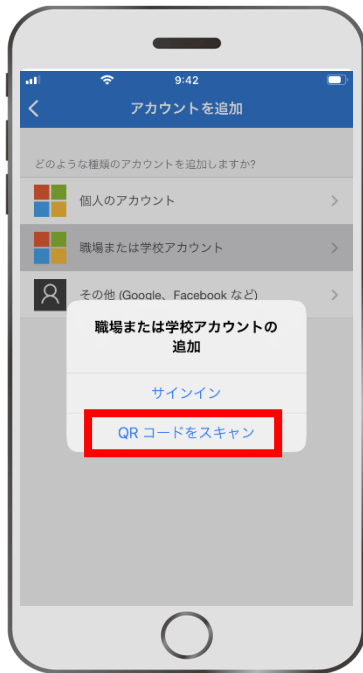 9:42
アカウントを追加
どのような種類のアカウントを追加しますか?
個人のアカウント
職場または学校アカウント
その他 (Google、Facebook など)
職場または学校アカウントの
追加
サインイン
QR コードをスキャン